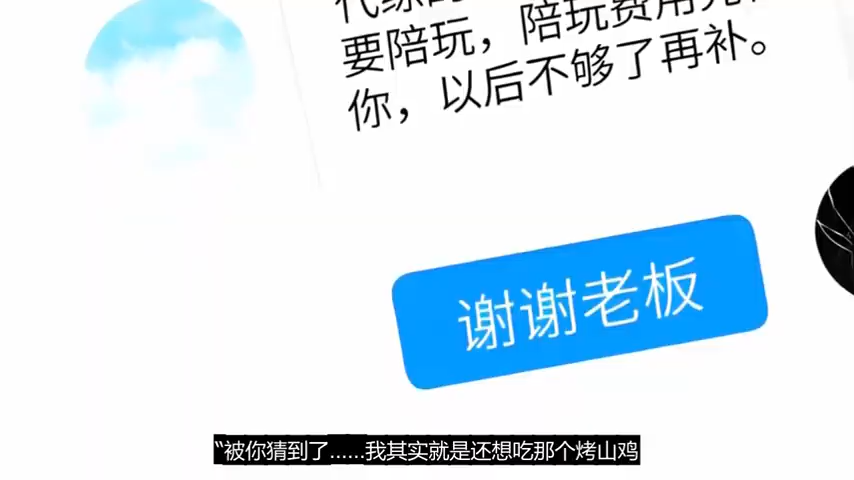 要陪玩，陪玩费用先
你，以后不够了再补。
谢谢老板
“被你猜到了......我其实就是还想吃那个烤山鸡